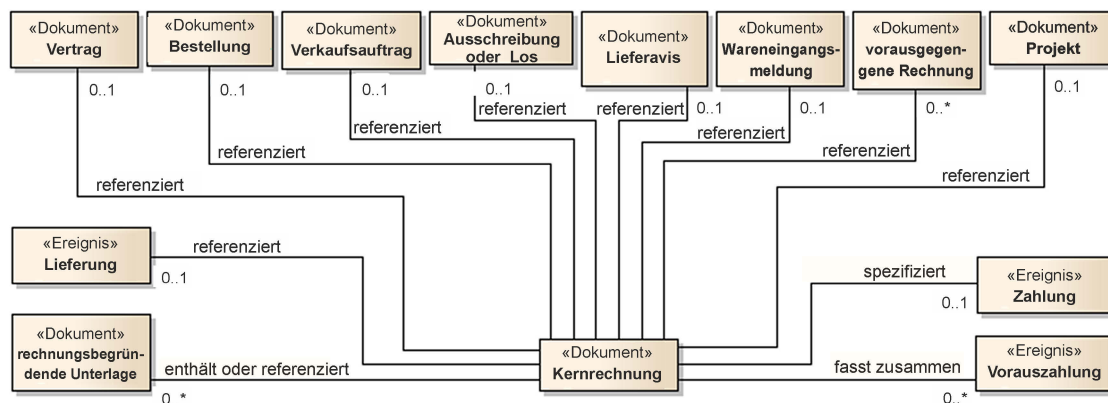 «Dokument»
Vertrag
«Dokument»
Bestellung
«Dokument»
Verkaufsauftrag
«Dokument»
Ausschreibung
oder Los
«Dokument»
Lieferavis
«Dokument»
Wareneingangs-
meldung
«Dokument»
vorausgegen-
gene Rechnung
«Dokument»
Projekt
0..1
0..1
0..1
0..1
0..1
0..1
0..*
0..1
referenziert
referenziert
referenziert
referenziert
referenziert
referenziert
referenziert
referenziert
«Ereignis»
Lieferung
referenziert
0..1
spezifiziert
0..1
«Ereignis»
Zahlung
«Dokument»
rechnungsbegrün-
dende Unterlage
enthält oder referenziert
0..*
«Dokument»
Kernrechnung
fasst zusammen
0..*
«Ereignis»
Vorauszahlung